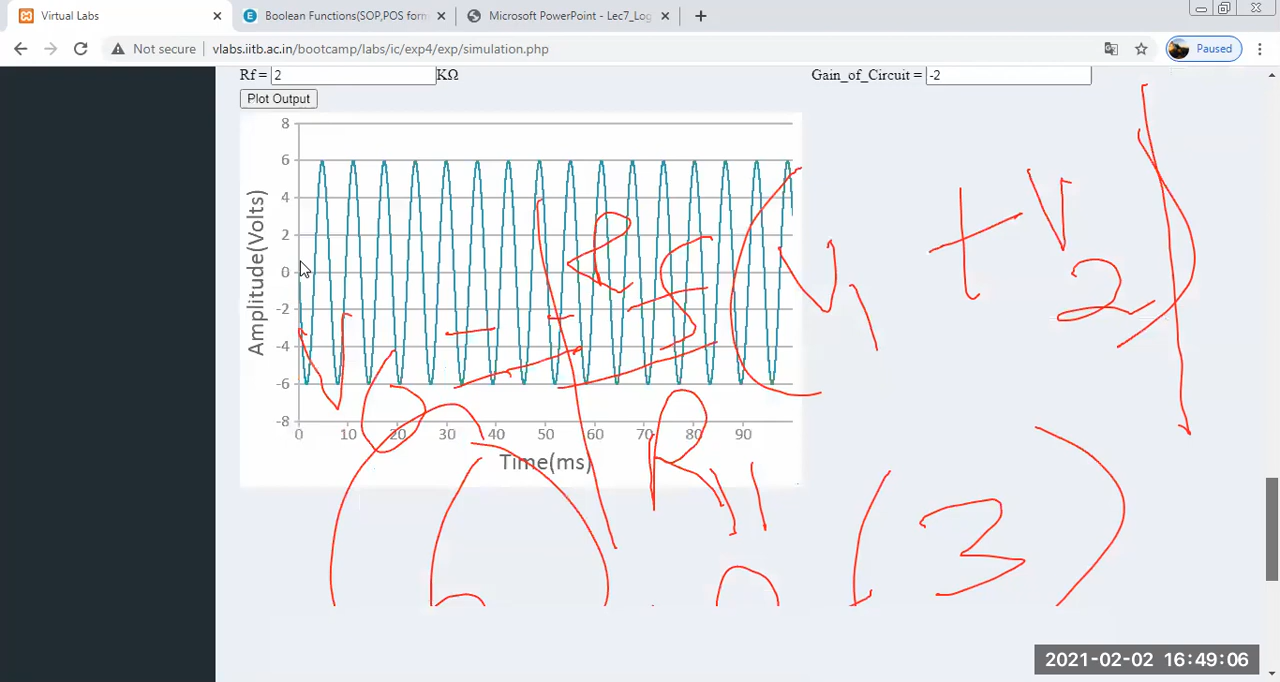 Virtual Labs
Boolean Functions(SOP,POS form
Microsoft PowerPoint - Lec7_Log
Not secure
vlabs.iitb.ac.in/bootcamp/labs/ic/exp4/exp/simulation.php
Paused
Rf = 2 KΩ
Gain_of_Circuit = -2
Plot Output
8
6
4
2
0
-2
-4
-6
-8
Amplitude(Volts)
0 10 20 30 40 50 60 70 80 90
Time(ms)
V1 + V2
V0
R1
(3)
2021-02-02 16:49:06